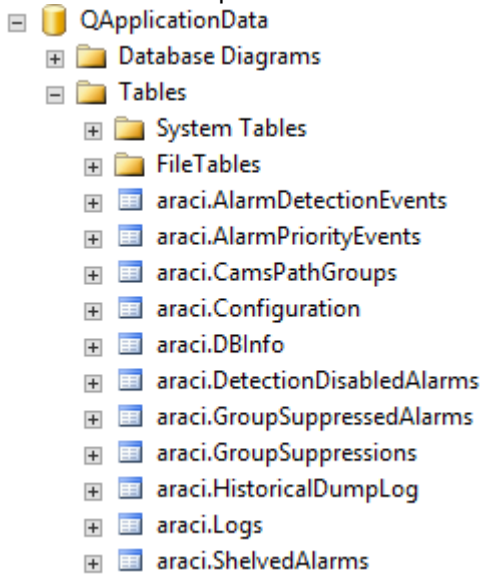 QApplicationData
Database Diagrams
Tables
System Tables
FileTables
araci.AlarmDetectionEvents
araci.AlarmPriorityEvents
araci.CamsPathGroups
araci.Configuration
araci.DBInfo
araci.DetectionDisabledAlarms
araci.GroupSuppressedAlarms
araci.GroupSuppressions
araci.HistoricalDumpLog
araci.Logs
araci.ShelvedAlarms